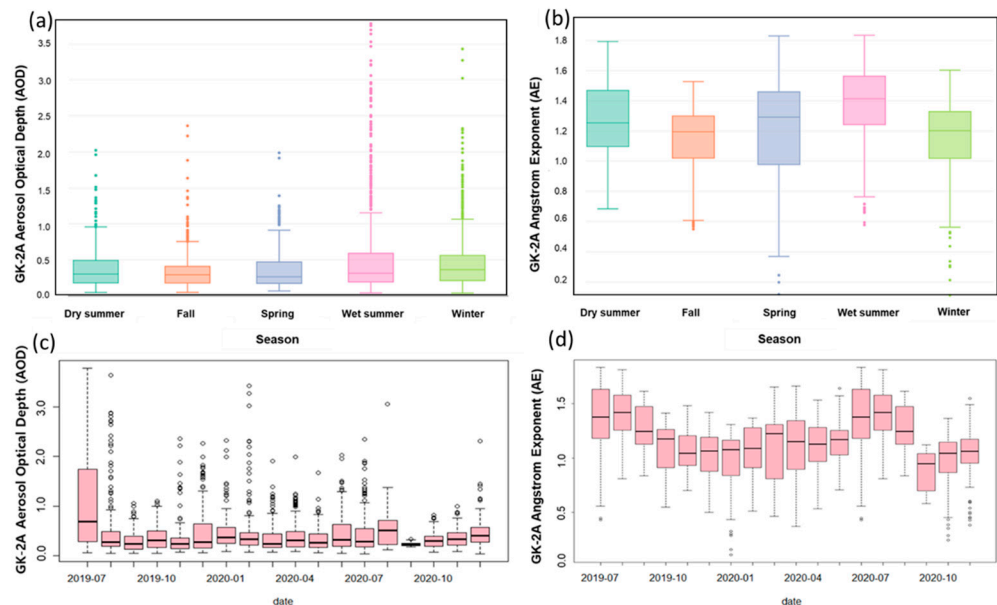 (a)
GK-2A Aerosol Optical Depth (AOD)
3.5
3.0
2.5
2.0
1.5
1.0
0.5
0.0
Dry summer Fall Spring Wet summer Winter
Season
(b)
GK-2A Angstrom Exponent (AE)
1.8
1.6
1.4
1.2
1.0
0.8
0.6
0.4
0.2
Dry summer Fall Spring Wet summer Winter
Season
(c)
GK-2A Aerosol Optical Depth (AOD)
3.0
2.0
1.0
0.0
2019-07 2019-10 2020-01 2020-04 2020-07 2020-10
date
(d)
GK-2A Angstrom Exponent (AE)
1.5
1.0
0.5
0.0
2019-07 2019-10 2020-01 2020-04 2020-07 2020-10
date